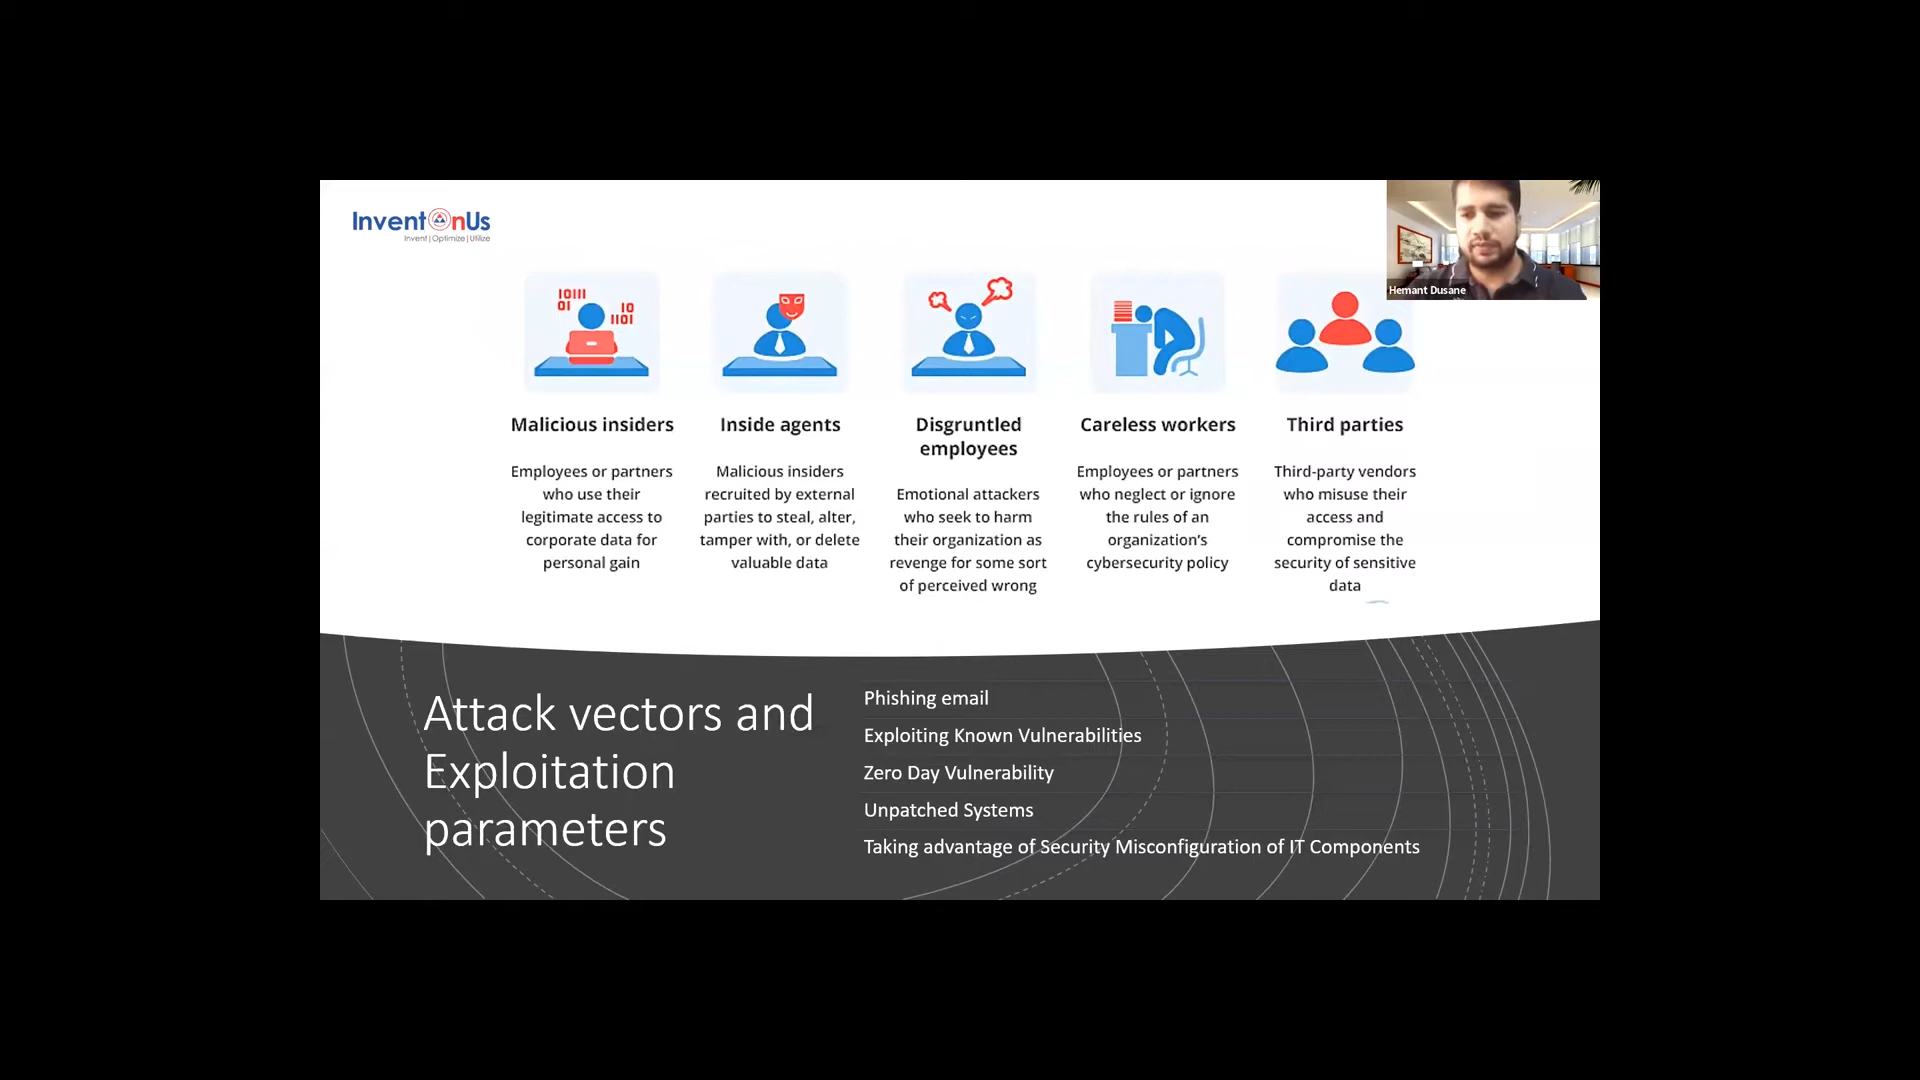 InventOnUs
Invent | Optimize | Utilize
Hemant Dusane
10111
01
10
1101
Malicious insiders
Employees or partners
who use their
legitimate access to
corporate data for
personal gain
Inside agents
Malicious insiders
recruited by external
parties to steal, alter,
tamper with, or delete
valuable data
Disgruntled
employees
Emotional attackers
who seek to harm
their organization as
revenge for some sort
of perceived wrong
Careless workers
Employees or partners
who neglect or ignore
the rules of an
organization's
cybersecurity policy
Third parties
Third-party vendors
who misuse their
access and
compromise the
security of sensitive
data
Attack vectors and
Exploitation
parameters
Phishing email
Exploiting Known Vulnerabilities
Zero Day Vulnerability
Unpatched Systems
Taking advantage of Security Misconfiguration of IT Components